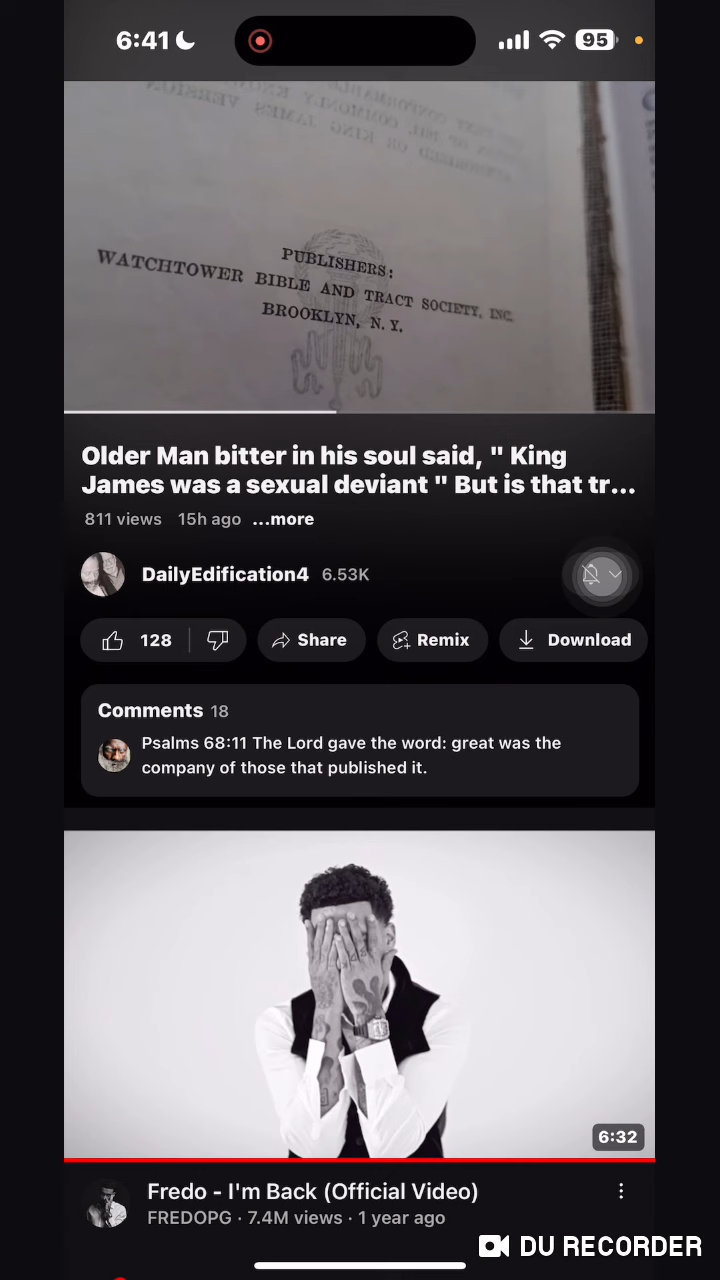 6:41
95
PUBLISHERS:
WATCHTOWER BIBLE AND TRACT SOCIETY, INC.
BROOKLYN, N. Y.
Older Man bitter in his soul said, " King
James was a sexual deviant " But is that tr...
811 views 15h ago ...more
DailyEdification4 6.53K
128 Share Remix Download
Comments 18
Psalms 68:11 The Lord gave the word: great was the
company of those that published it.
6:32
Fredo - I'm Back (Official Video)
FREDOPG · 7.4M views · 1 year ago
DU RECORDER